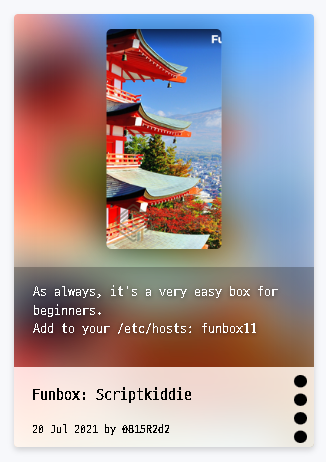 Fu
As always, it's a very easy box for
beginners.
Add to your /etc/hosts: funbox11
Funbox: Scriptkiddie
20 Jul 2021 by 0815R2d2